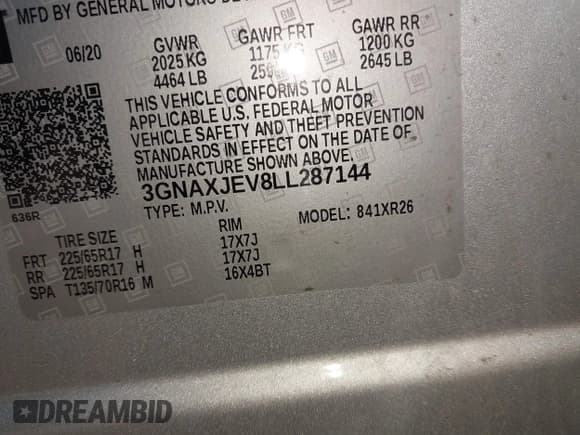 MFD BY GENERAL MOTORS DE
06/20 GVWR GAWR FRT GAWR RR
2025 KG 1175 KG 1200 KG
4464 LB 2645 LB
THIS VEHICLE CONFORMS TO ALL
APPLICABLE U.S. FEDERAL MOTOR
VEHICLE SAFETY AND THEFT PREVENTION
STANDARDS IN EFFECT ON THE DATE OF
MANUFACTURE SHOWN ABOVE.
3GNAXJEV8LL287144
636R TYPE: M.P.V. MODEL: 841XR26
TIRE SIZE RIM
FRT 225/65R17 H 17X7J
RR 225/65R17 H 17X7J
SPA T135/70R16 M 16X4BT
GM
DREAMBID